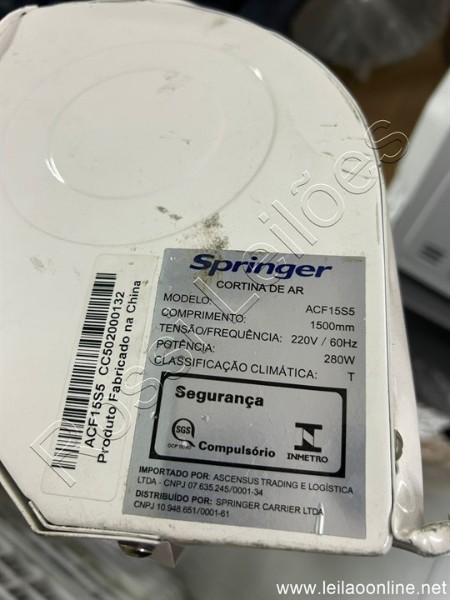 Springer
CORTINA DE AR
MODELO: ACF15S5
COMPRIMENTO: 1500mm
TENSÃO/FREQUÊNCIA: 220V / 60Hz
POTÊNCIA: 280W
CLASSIFICAÇÃO CLIMÁTICA: T
Segurança
SGS
Compulsório
INMETRO
IMPORTADO POR: ASCENSUS TRADING E LOGÍSTICA
LTDA - CNPJ 07.635.245/0001-34
DISTRIBUÍDO POR: SPRINGER CARRIER LTDA
CNPJ 10.948.651/0001-61
ACF15S5 CC502000132
Produto Fabricado na China
Leilões
www.leilaoonline.net